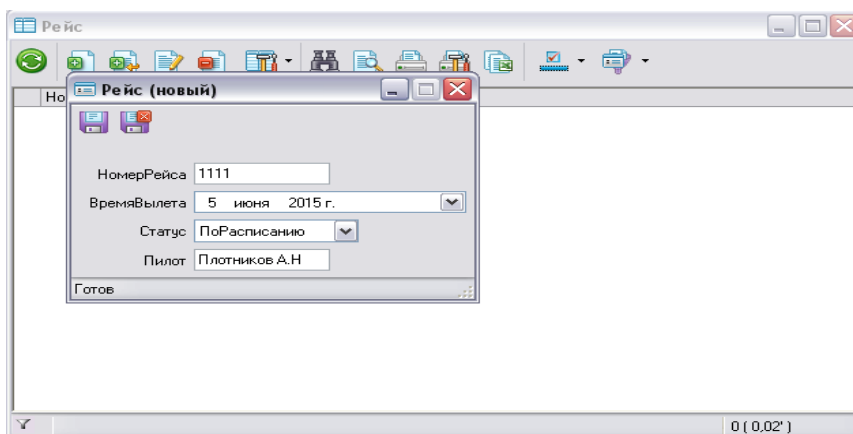 Рейс
Но
Рейс (новый)
НомерРейса 1111
ВремяВылета 5 июня 2015 г.
Статус ПоРасписанию
Пилот Плотников А.Н
Готов
0 ( 0,02' )